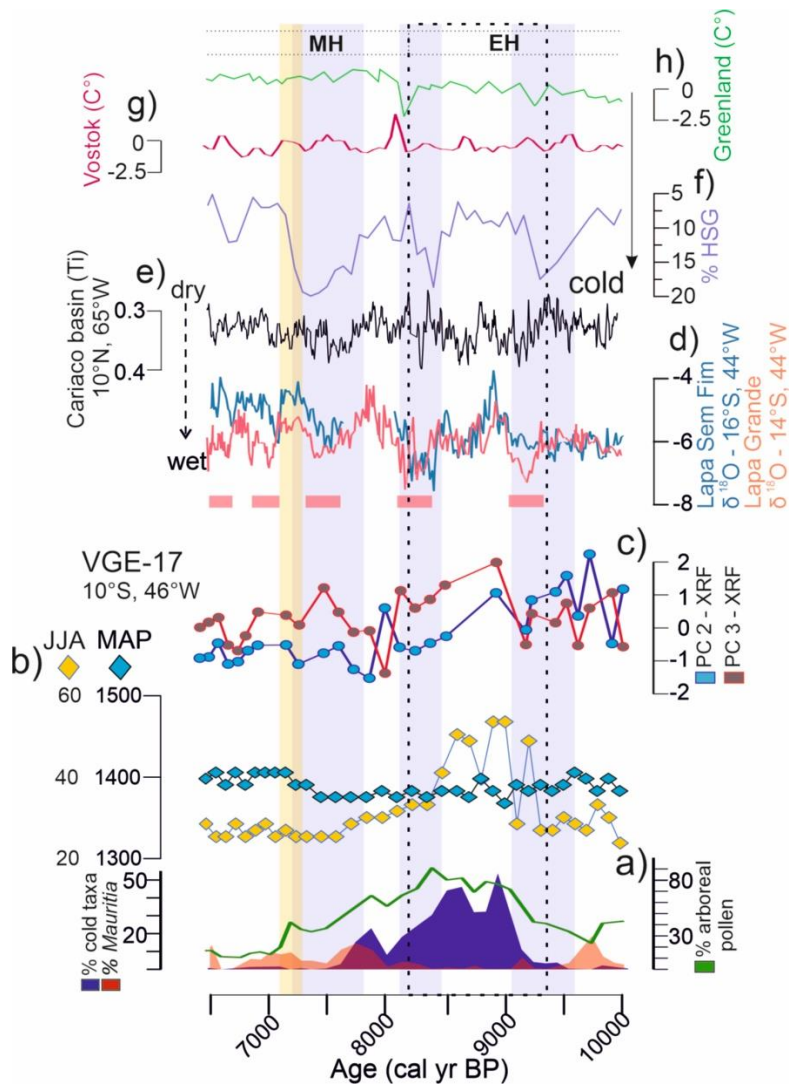 MH
EH
h)
g)
Vostok (C°)
0
-2.5
0
-2.5
Greenland (C°)
f)
5
10
15
20
% HSG
cold
e)
Cariaco basin (Ti)
10°N, 65°W
dry
0.3
0.4
wet
d)
-4
-6
-8
Lapa Sem Fim
δ ¹⁸O - 16°S, 44°W
Lapa Grande
δ ¹⁸O - 14°S, 44°W
VGE-17
10°S, 46°W
c)
2
1
0
-1
-2
PC 2 - XRF
PC 3 - XRF
b)
JJA
MAP
60
1500
40
1400
20
1300
a)
50
20
% cold taxa
% Mauritia
80
30
% arboreal
pollen
7000
8000
9000
10000
Age (cal yr BP)